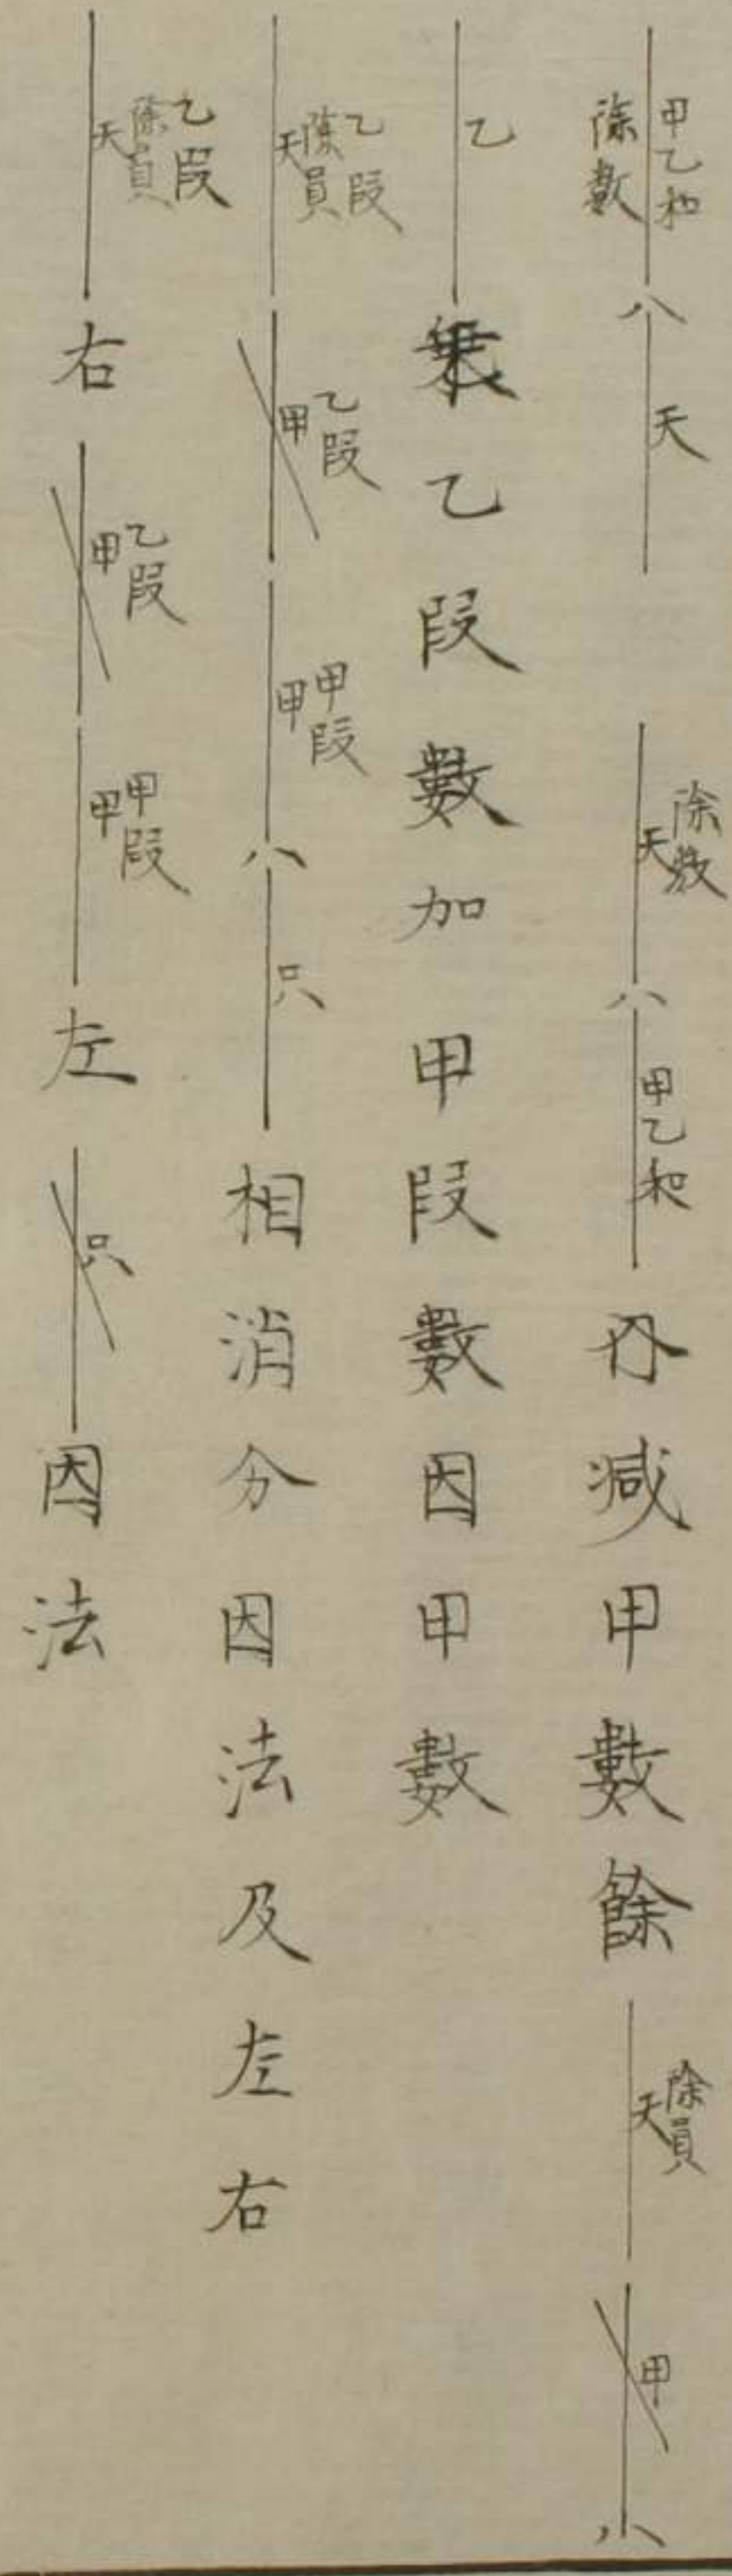 甲乙和 除數 八 天 除數 天 八 甲乙和 内減甲數餘 除員 天 甲 八
乙 乗乙段數加甲段數因甲數
乙段 除員 天 乙段 甲 甲段 甲 八 只 相消分因法及左右
乙段 除員 天 右 乙段 甲 甲段 甲 左 只 因法